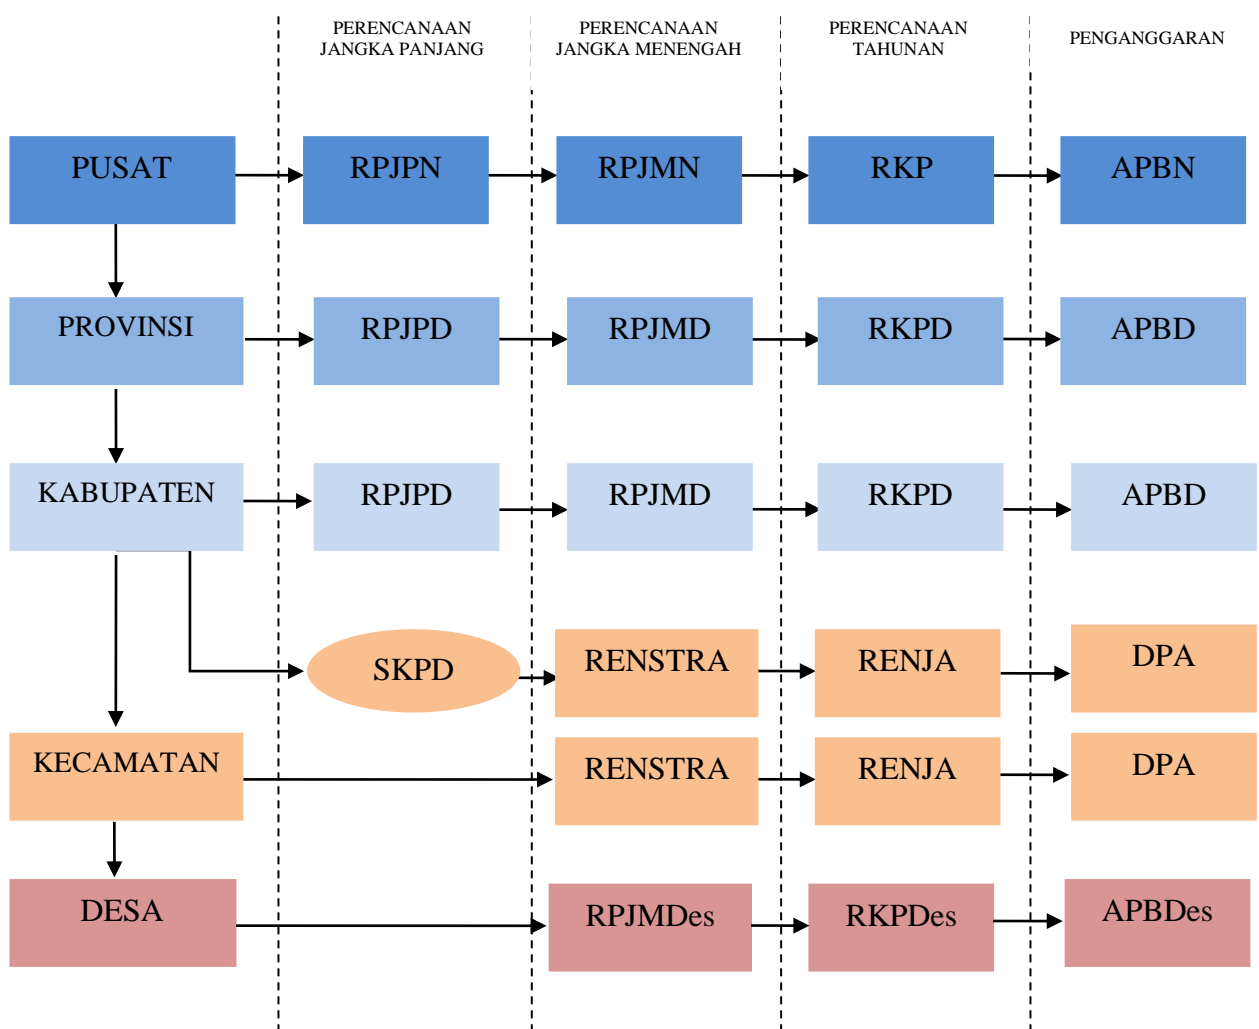 PERENCANAAN
JANGKA PANJANG
PERENCANAAN
JANGKA MENENGAH
PERENCANAAN
TAHUNAN
PENGANGGARAN
PUSAT
RPJPN
RPJMN
RKP
APBN
PROVINSI
RPJPD
RPJMD
RKPD
APBD
KABUPATEN
RPJPD
RPJMD
RKPD
APBD
SKPD
RENSTRA
RENJA
DPA
KECAMATAN
RENSTRA
RENJA
DPA
DESA
RPJMDes
RKPDes
APBDes